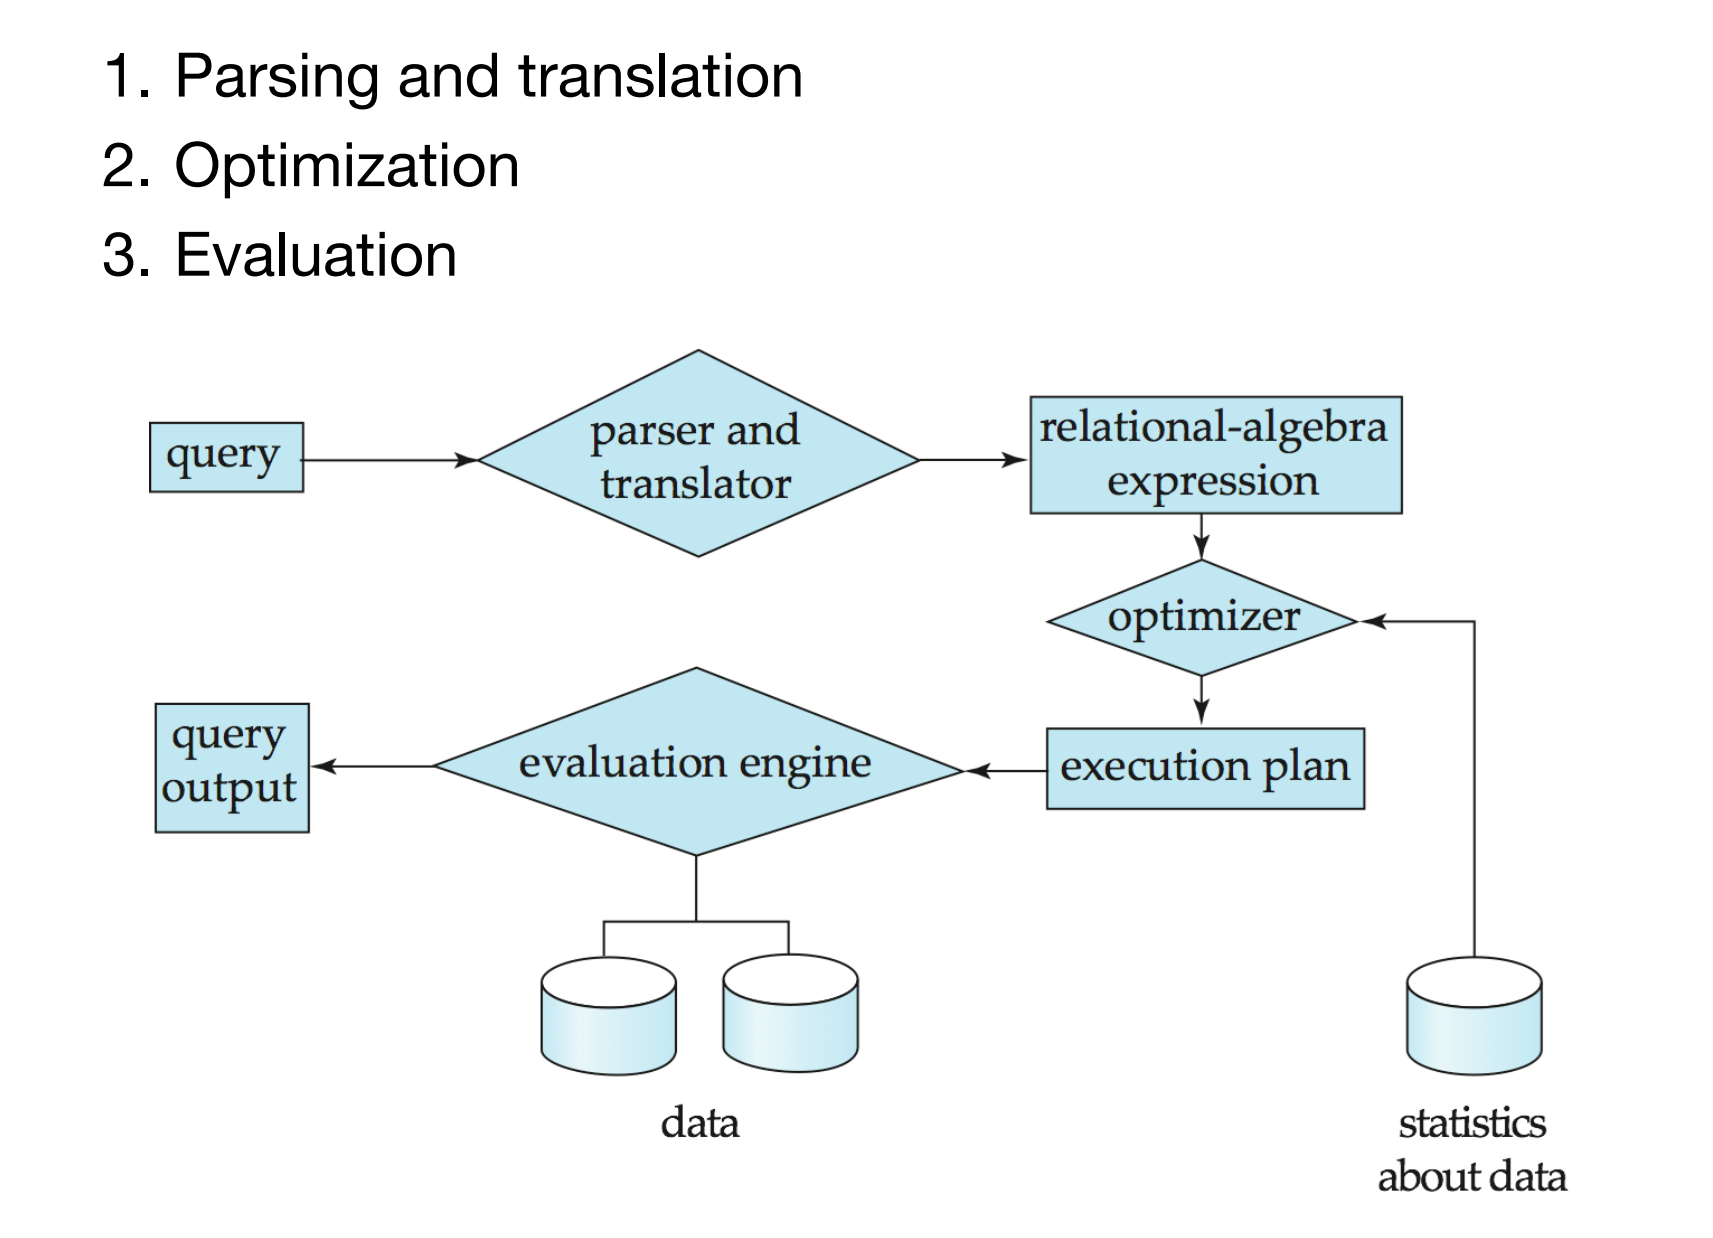 1. Parsing and translation
2. Optimization
3. Evaluation
query
parser and
translator
relational-algebra
expression
optimizer
query
output
evaluation engine
execution plan
data
statistics
about data